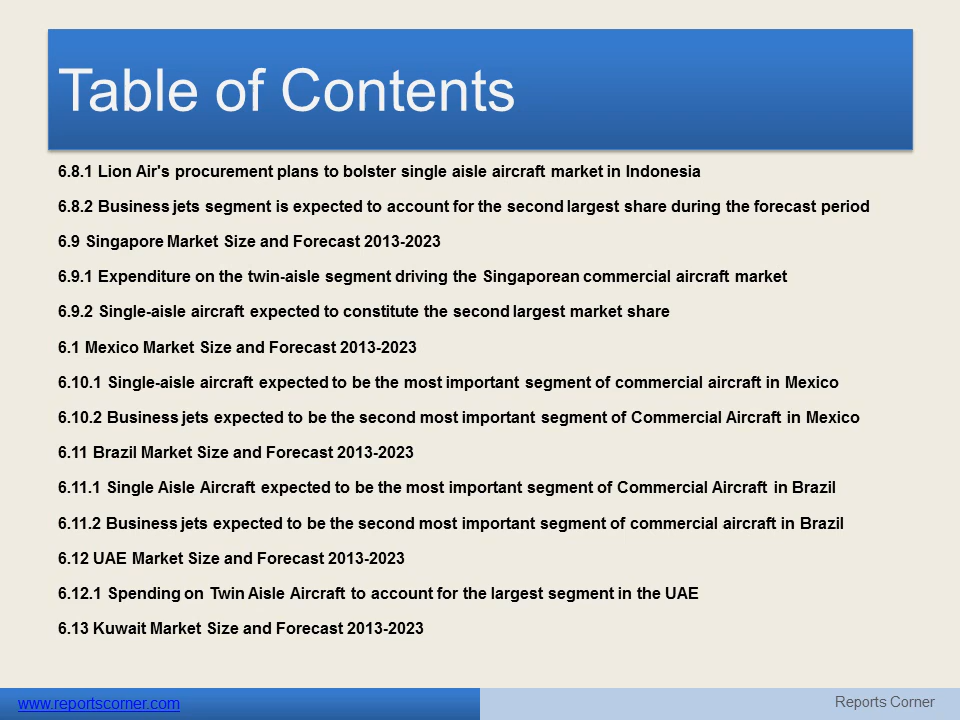 Table of Contents
6.8.1 Lion Air's procurement plans to bolster single aisle aircraft market in Indonesia
6.8.2 Business jets segment is expected to account for the second largest share during the forecast period
6.9 Singapore Market Size and Forecast 2013-2023
6.9.1 Expenditure on the twin-aisle segment driving the Singaporean commercial aircraft market
6.9.2 Single-aisle aircraft expected to constitute the second largest market share
6.1 Mexico Market Size and Forecast 2013-2023
6.10.1 Single-aisle aircraft expected to be the most important segment of commercial aircraft in Mexico
6.10.2 Business jets expected to be the second most important segment of Commercial Aircraft in Mexico
6.11 Brazil Market Size and Forecast 2013-2023
6.11.1 Single Aisle Aircraft expected to be the most important segment of Commercial Aircraft in Brazil
6.11.2 Business jets expected to be the second most important segment of commercial aircraft in Brazil
6.12 UAE Market Size and Forecast 2013-2023
6.12.1 Spending on Twin Aisle Aircraft to account for the largest segment in the UAE
6.13 Kuwait Market Size and Forecast 2013-2023
www.reportscorner.com
Reports Corner